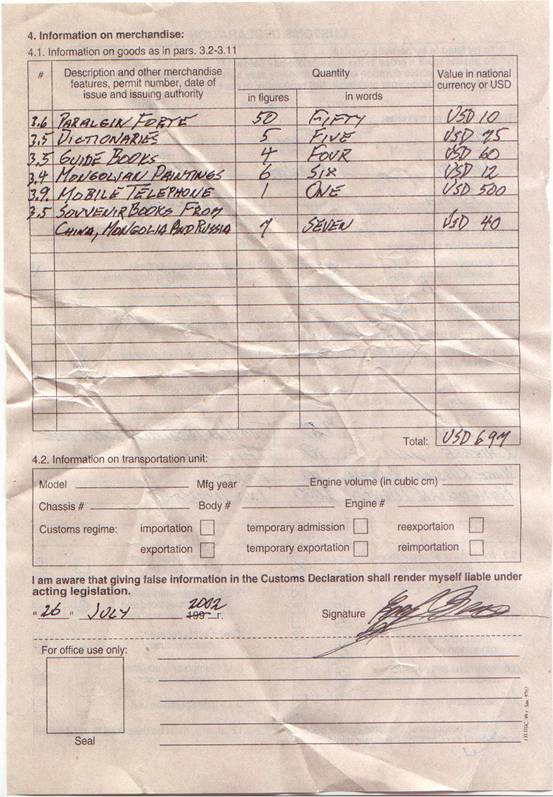 4. Information on merchandise:
4.1. Information on goods as in pars. 3.2-3.11
# Description and other merchandise features, permit number, date of issue and issuing authority Quantity Value in national currency or USD
in figures in words
3.6 PARALGIN FORTE 50 FIFTY USD 10
3.5 DICTIONARIES 5 FIVE USD 75
3.5 GUIDE BOOKS 4 FOUR USD 60
3.4 MONGOLIAN PAINTINGS 6 SIX USD 12
3.9. MOBILE TELEPHONE 1 ONE USD 500
3.5 SOUVENIR BOOKS FROM
CHINA, MONGOLIA AND RUSSIA 7 SEVEN USD 40
Total: USD 697
4.2. Information on transportation unit:
Model Mfg year Engine volume (in cubic cm)
Chassis # Body # Engine #
Customs regime: importation temporary admission reexportaion
exportation temporary exportation reimportation
I am aware that giving false information in the Customs Declaration shall render myself liable under
acting legislation.
" 26 " JULY 2002 199 г. Signature
For office use only:
Seal